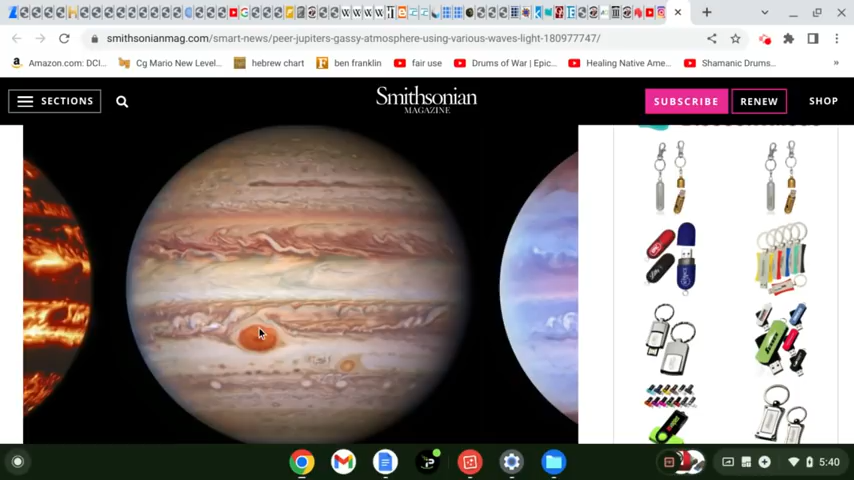 smithsonianmag.com/smart-news/peer-jupiters-gassy-atmosphere-using-various-waves-light-180977747/
Amazon.com: DCI...
Cg Mario New Level...
hebrew chart
ben franklin
fair use
Drums of War | Epic...
Healing Native Ame...
Shamanic Drums...
SECTIONS
Smithsonian
MAGAZINE
SUBSCRIBE
RENEW
SHOP
5:40